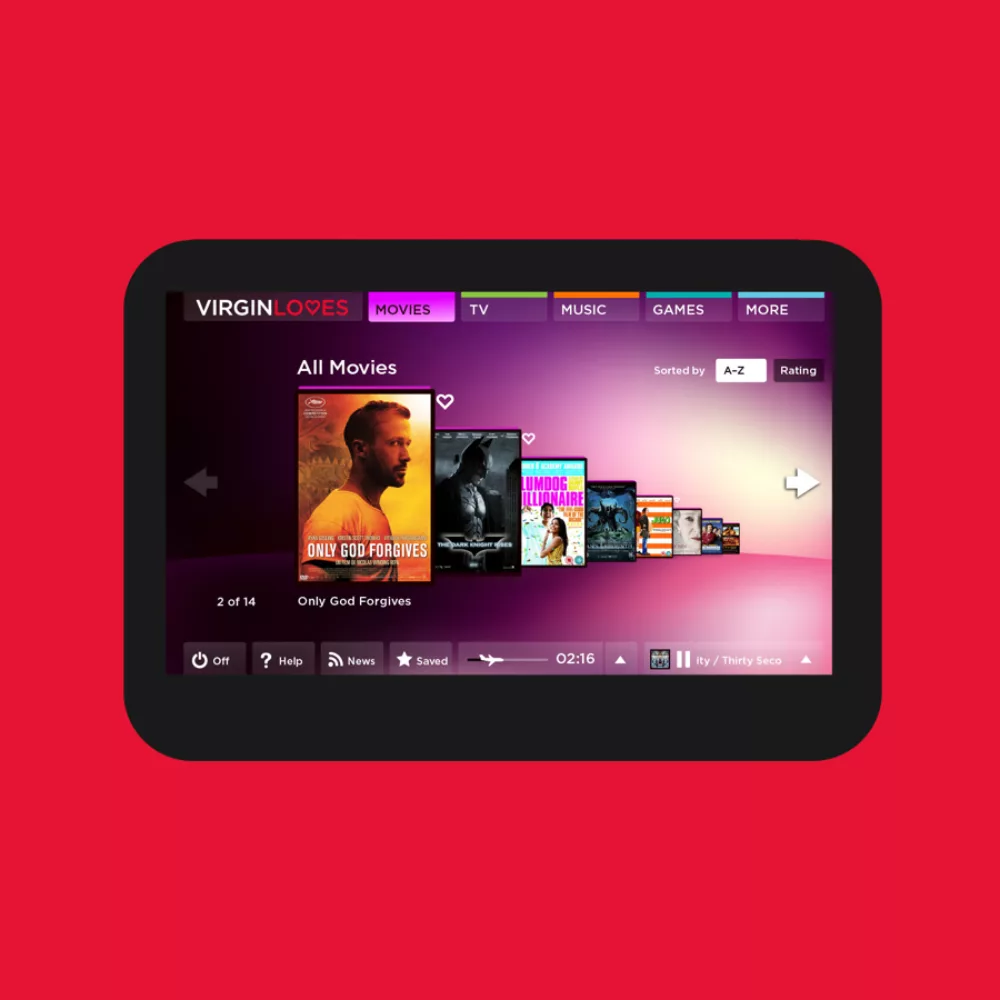 VIRGINLOVES
MOVIES
TV
MUSIC
GAMES
MORE
All Movies
Sorted by
A–Z
Rating
ONLY GOD FORGIVES
THE DARK KNIGHT RISES
LUMDOG
ILLIONAIRE
2 of 14
Only God Forgives
Off
Help
News
Saved
02:16
ity / Thirty Seco